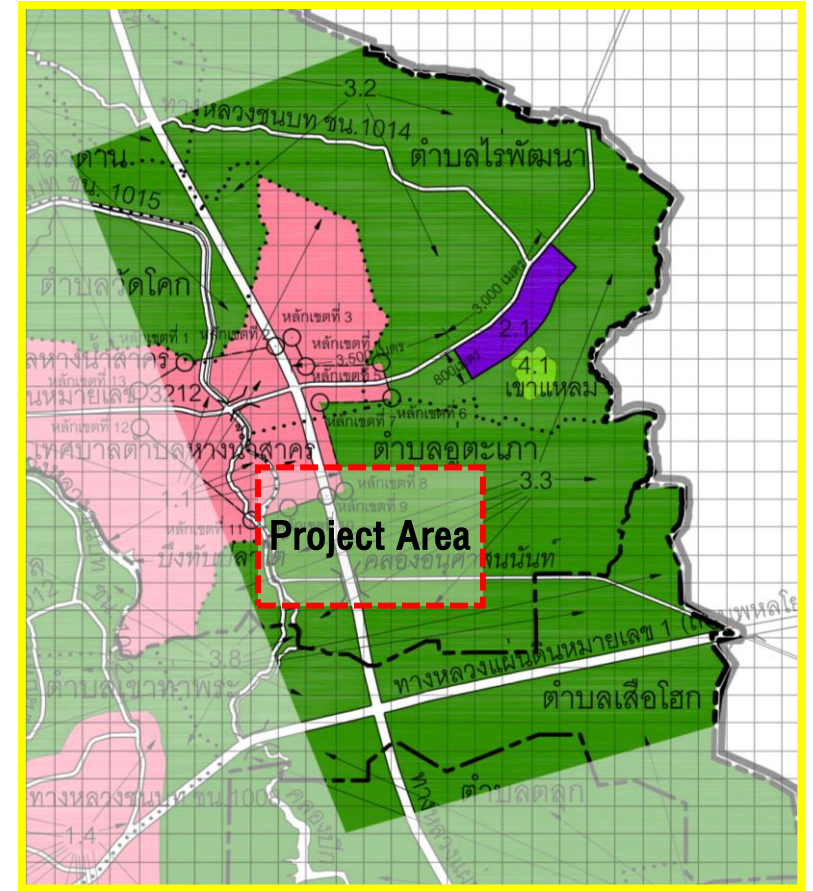 3.2
ทางหลวงชนบท ชน.1014
ตำบลไร่พัฒนา
ศิลาดาน
ชน. 1015
ตำบลวัดโคก
3,000 เมตร
หลักเขตที่ 3
หลักเขตที่ 1
3,500 เมตร
2.1
800 เมตร
4.1
เขาแหลม
หลักเขตที่ 5
หลักเขตที่ 13
3212
หลักเขตที่ 6
หลักเขตที่ 7
หลักเขตที่ 12
เทศบาลตำบลหางน้ำสาคร
ตำบลอู่ตะเภา
หลักเขตที่ 8
3.3
1.1
หลักเขตที่ 9
หลักเขตที่ 11
Project Area
คลองอนุศาสนนันท์
ทางหลวงแผ่นดินหมายเลข 1
3.8
ตำบลเขาท่าพระ
ตำบลเสือโฮก
ทางหลวงชนบท ชน.1008
ตำบลตลุก
1.4